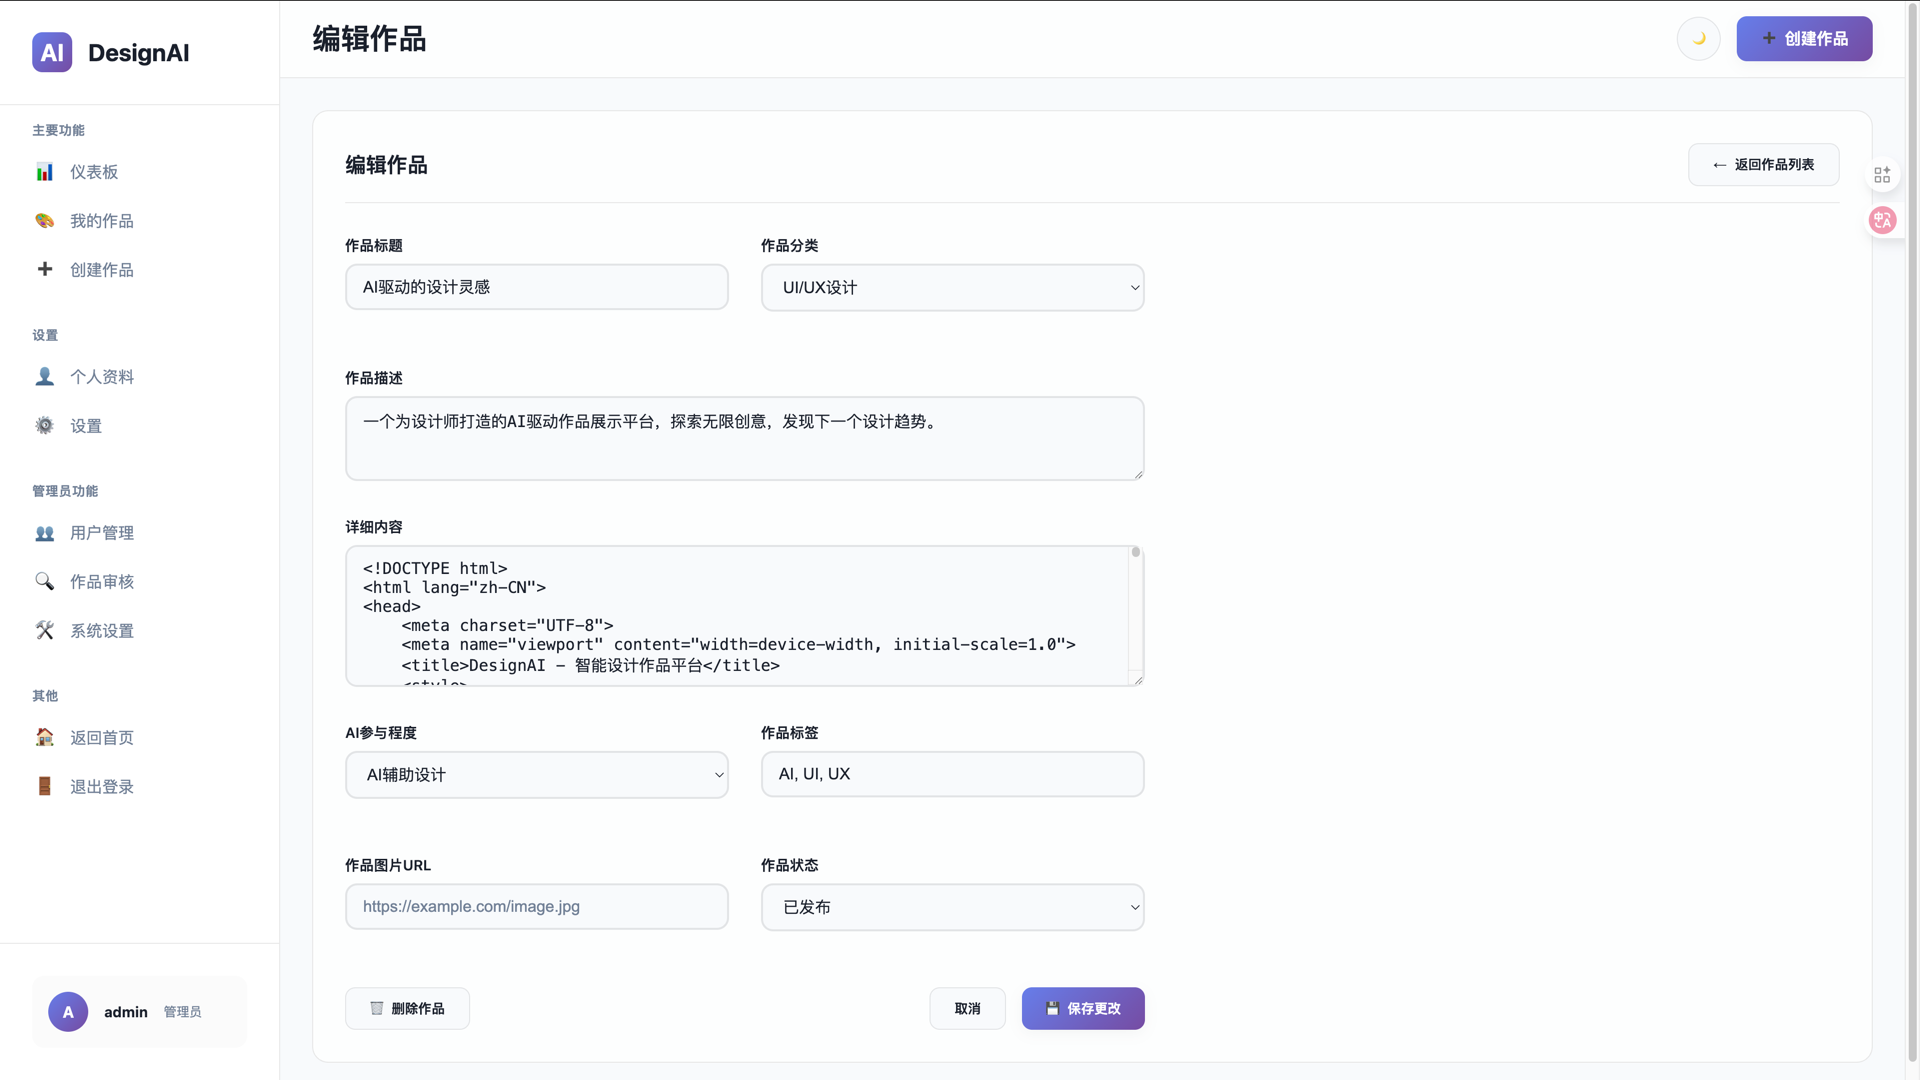 AI DesignAI
主要功能
仪表板
我的作品
创建作品
设置
个人资料
设置
管理员功能
用户管理
作品审核
系统设置
其他
返回首页
退出登录
A admin 管理员
编辑作品
创建作品
编辑作品
← 返回作品列表
作品标题
AI驱动的设计灵感
作品分类
UI/UX设计
作品描述
一个为设计师打造的AI驱动作品展示平台，探索无限创意，发现下一个设计趋势。
详细内容
<!DOCTYPE html>
<html lang="zh-CN">
<head>
    <meta charset="UTF-8">
    <meta name="viewport" content="width=device-width, initial-scale=1.0">
    <title>DesignAI - 智能设计作品平台</title>
    <style>
AI参与程度
AI辅助设计
作品标签
AI, UI, UX
作品图片URL
https://example.com/image.jpg
作品状态
已发布
删除作品
取消
保存更改
中A